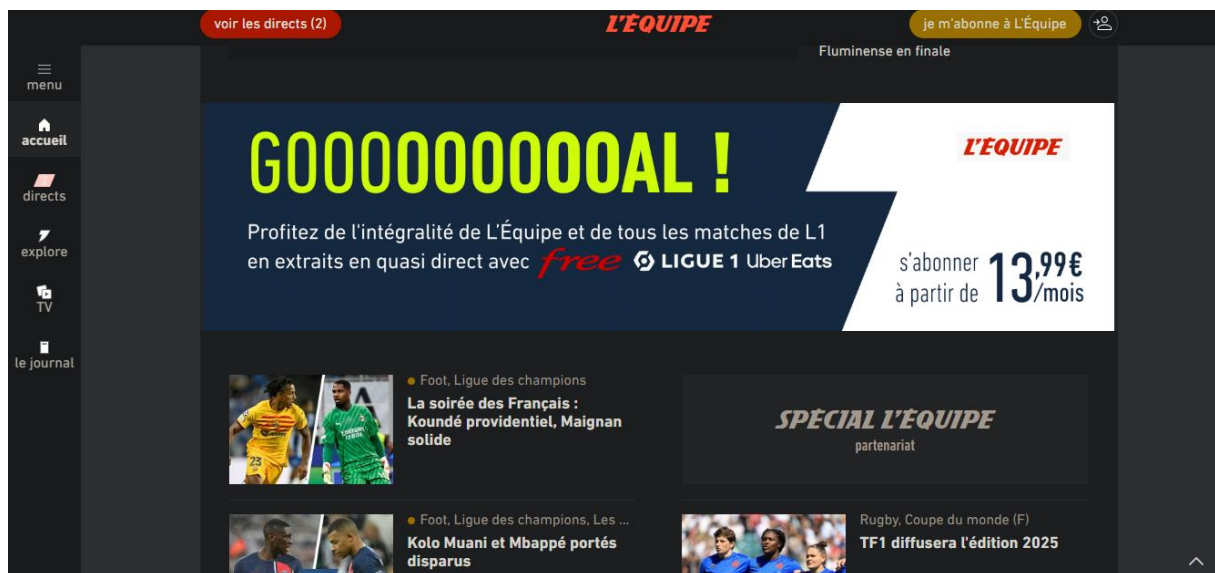 voir les directs (2)
L'ÉQUIPE
je m'abonne à L'Équipe
Fluminense en finale
menu
accueil
directs
explore
TV
le journal
GOOOOOOOOOAL !
Profitez de l'intégralité de L'Équipe et de tous les matches de L1
en extraits en quasi direct avec free LIGUE 1 Uber Eats
L'ÉQUIPE
s'abonner
à partir de
13,99€
/mois
Foot, Ligue des champions
La soirée des Français :
Koundé providentiel, Maignan
solide
23
SPÉCIAL L'ÉQUIPE
partenariat
Foot, Ligue des champions, Les ...
Kolo Muani et Mbappé portés
disparus
Rugby, Coupe du monde (F)
TF1 diffusera l'édition 2025